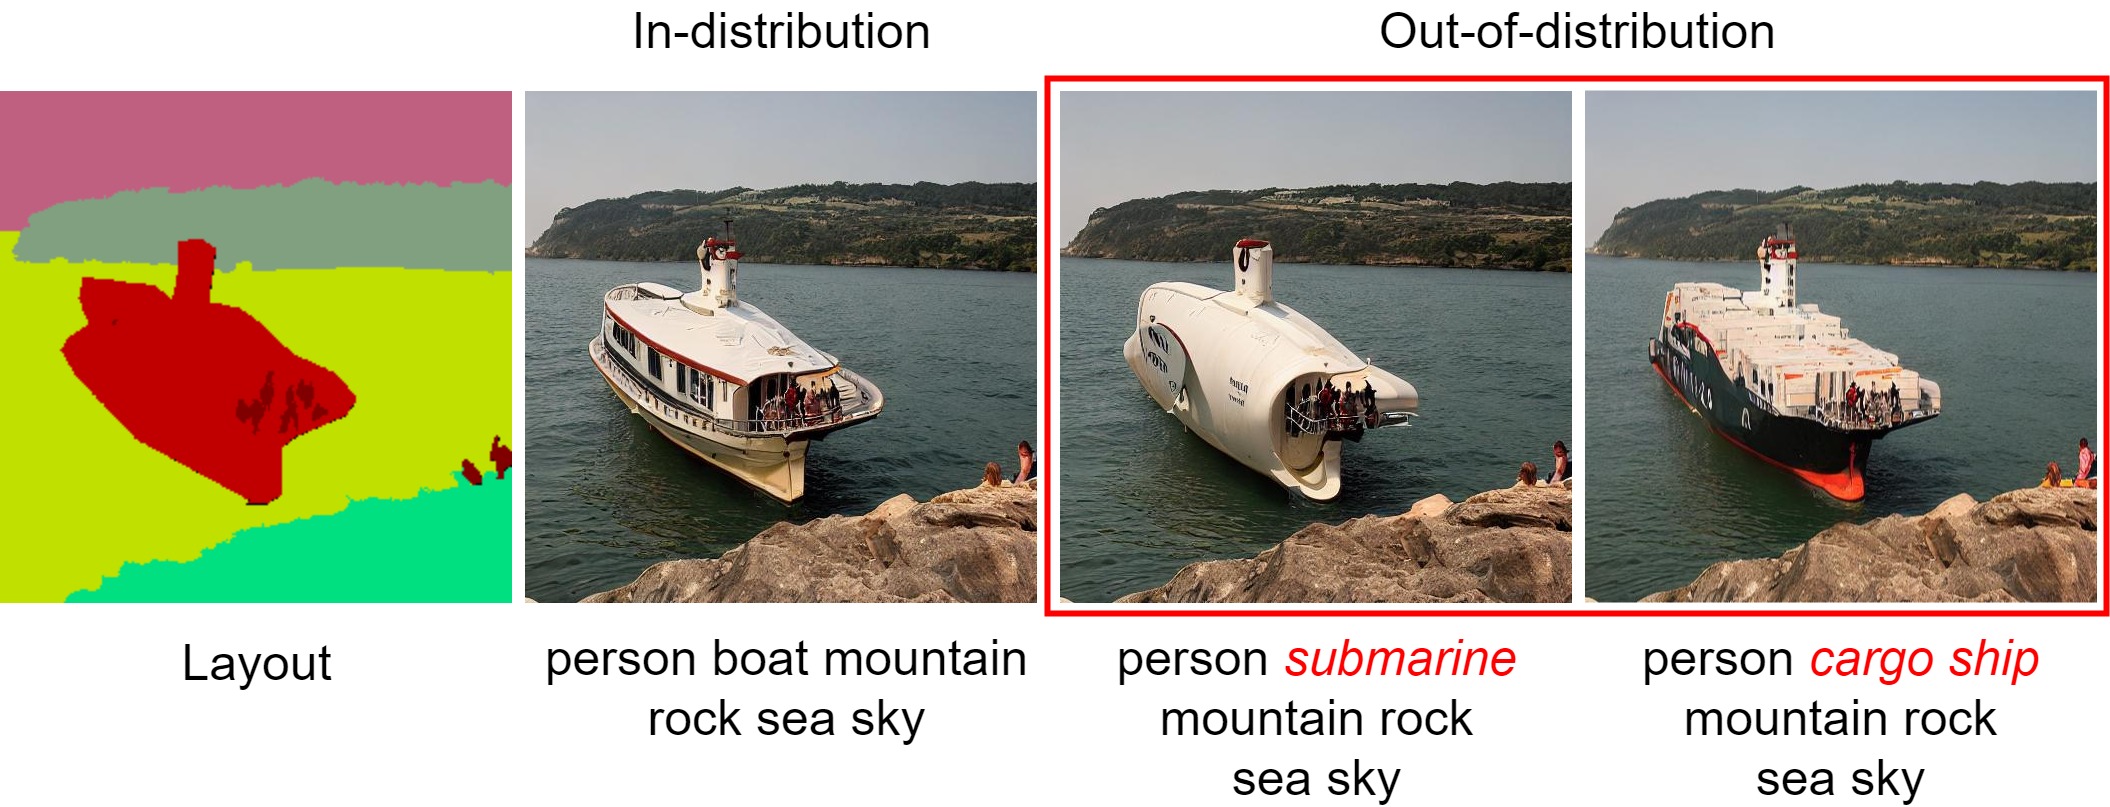 In-distribution
Out-of-distribution
Layout
person boat mountain
rock sea sky
person submarine
mountain rock
sea sky
person cargo ship
mountain rock
sea sky